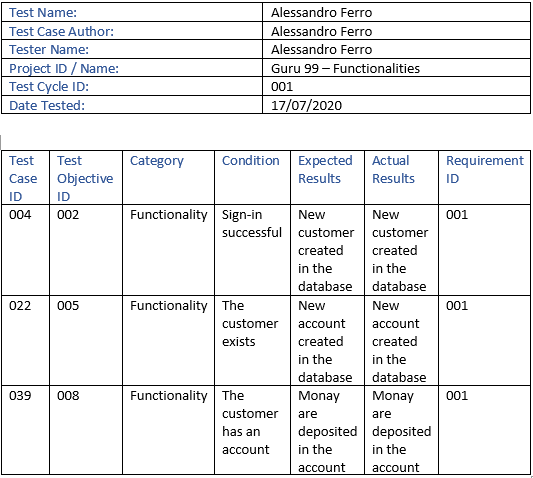 Test Name: Alessandro Ferro
Test Case Author: Alessandro Ferro
Tester Name: Alessandro Ferro
Project ID / Name: Guru 99 – Functionalities
Test Cycle ID: 001
Date Tested: 17/07/2020
Test Case ID Test Objective ID Category Condition Expected Results Actual Results Requirement ID
004 002 Functionality Sign-in successful New customer created in the database New customer created in the database 001
022 005 Functionality The customer exists New account created in the database New account created in the database 001
039 008 Functionality The customer has an account Monay are deposited in the account Monay are deposited in the account 001